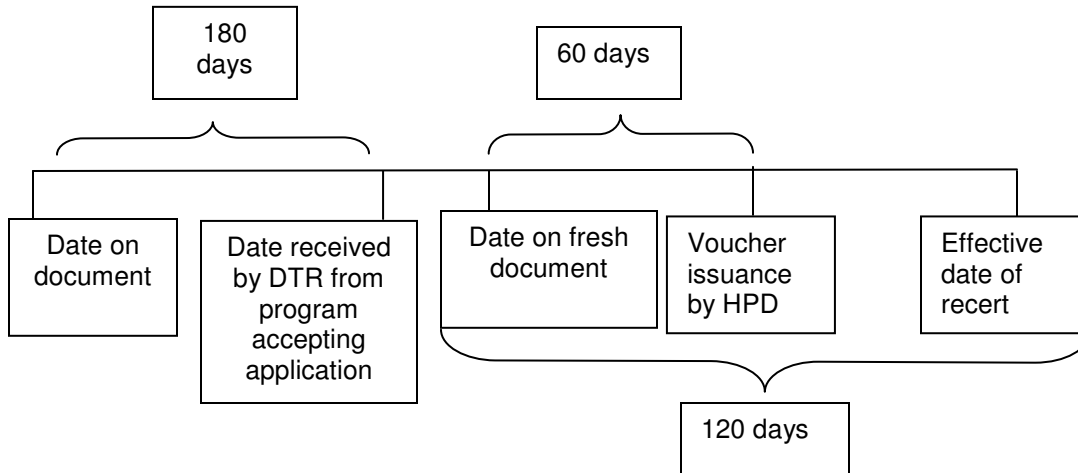 180
days
60 days
Date on
document
Date received
by DTR from
program
accepting
application
Date on fresh
document
Voucher
issuance
by HPD
Effective
date of
recert
120 days